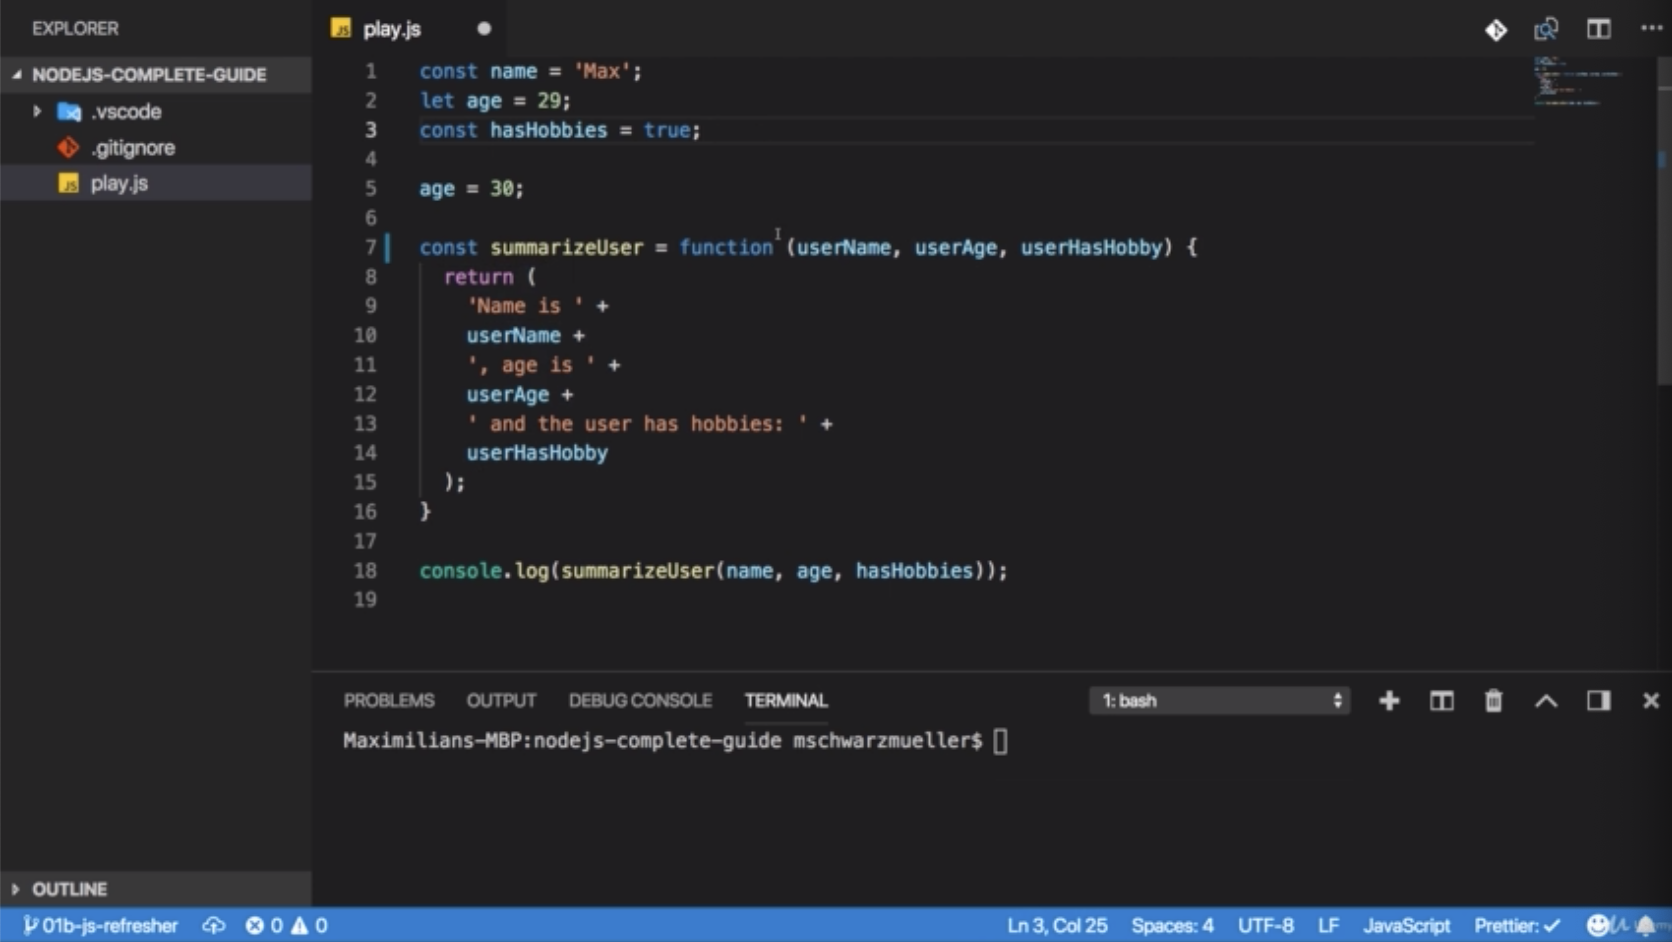 EXPLORER
NODEJS-COMPLETE-GUIDE
.vscode
.gitignore
JS play.js
OUTLINE
JS play.js
1 const name = 'Max';
2 let age = 29;
3 const hasHobbies = true;
4
5 age = 30;
6
7 const summarizeUser = function (userName, userAge, userHasHobby) {
8 return (
9 'Name is ' +
10 userName +
11 ', age is ' +
12 userAge +
13 ' and the user has hobbies: ' +
14 userHasHobby
15 );
16 }
17
18 console.log(summarizeUser(name, age, hasHobbies));
19
PROBLEMS OUTPUT DEBUG CONSOLE TERMINAL 1: bash
Maximilians-MBP:nodejs-complete-guide mschwarzmueller$
01b-js-refresher 0 0 Ln 3, Col 25 Spaces: 4 UTF-8 LF JavaScript Prettier: ✓